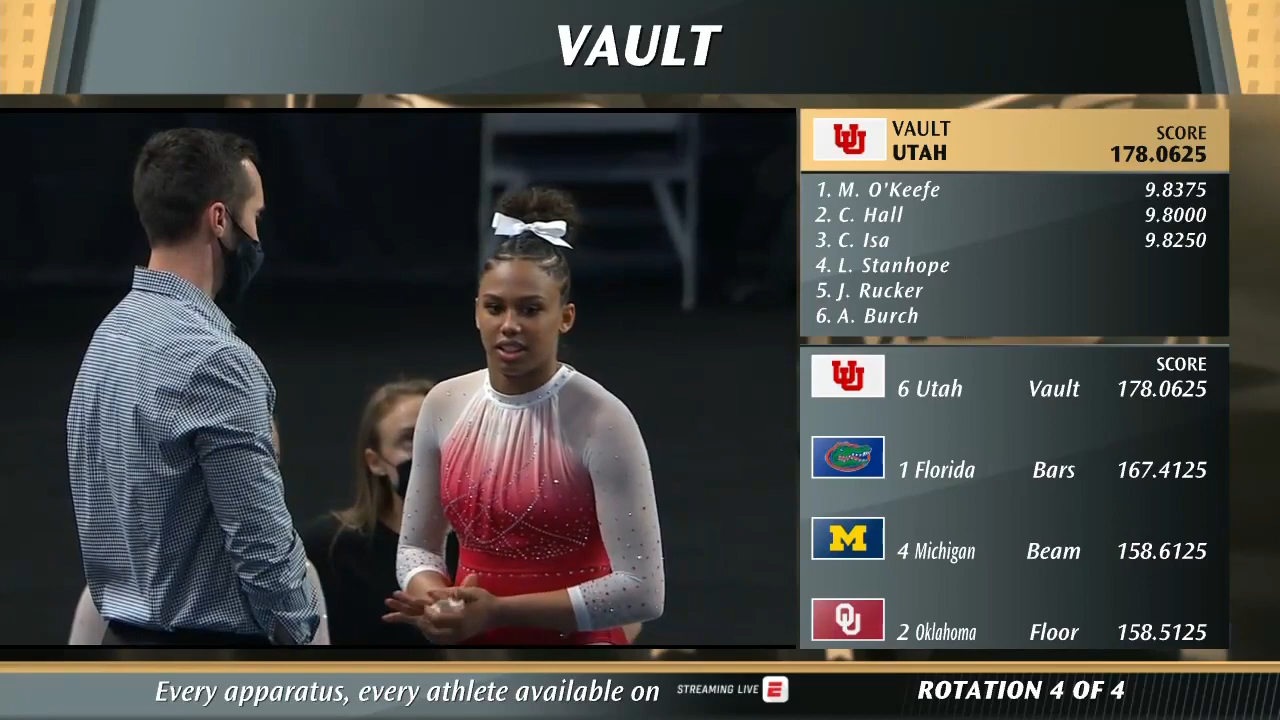 VAULT
VAULT
UTAH
SCORE
178.0625
1. M. O'Keefe 9.8375
2. C. Hall 9.8000
3. C. Isa 9.8250
4. L. Stanhope
5. J. Rucker
6. A. Burch
SCORE
6 Utah Vault 178.0625
1 Florida Bars 167.4125
M
4 Michigan Beam 158.6125
OU
2 Oklahoma Floor 158.5125
Every apparatus, every athlete available on STREAMING LIVE E
ROTATION 4 OF 4